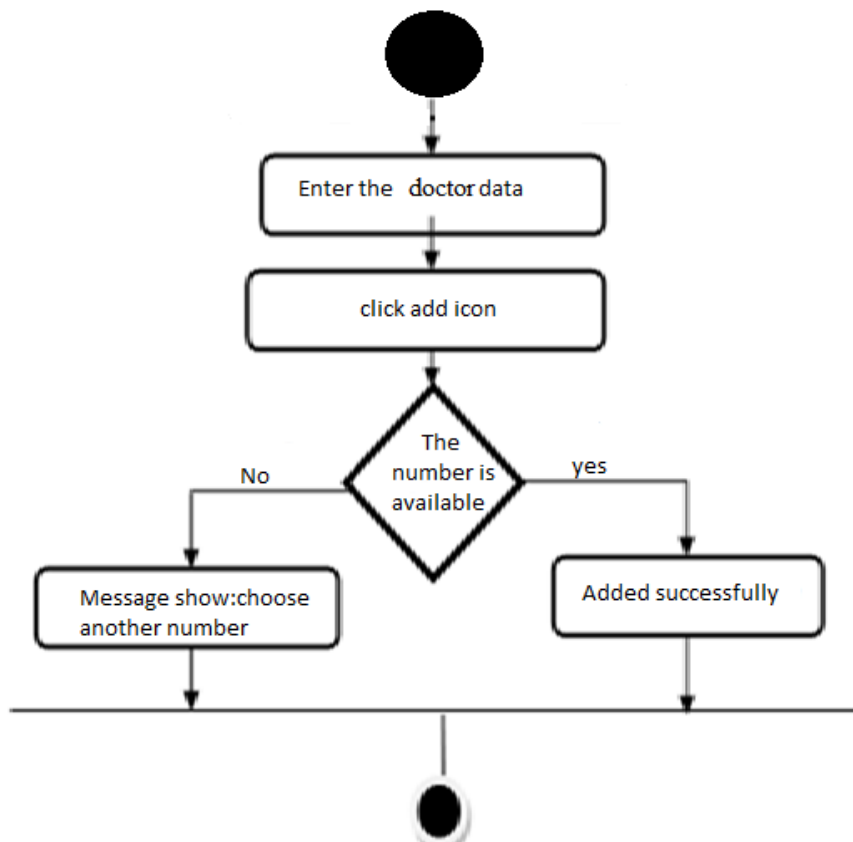 Enter the doctor data
click add icon
The
number is
available
No
yes
Message show:choose
another number
Added successfully